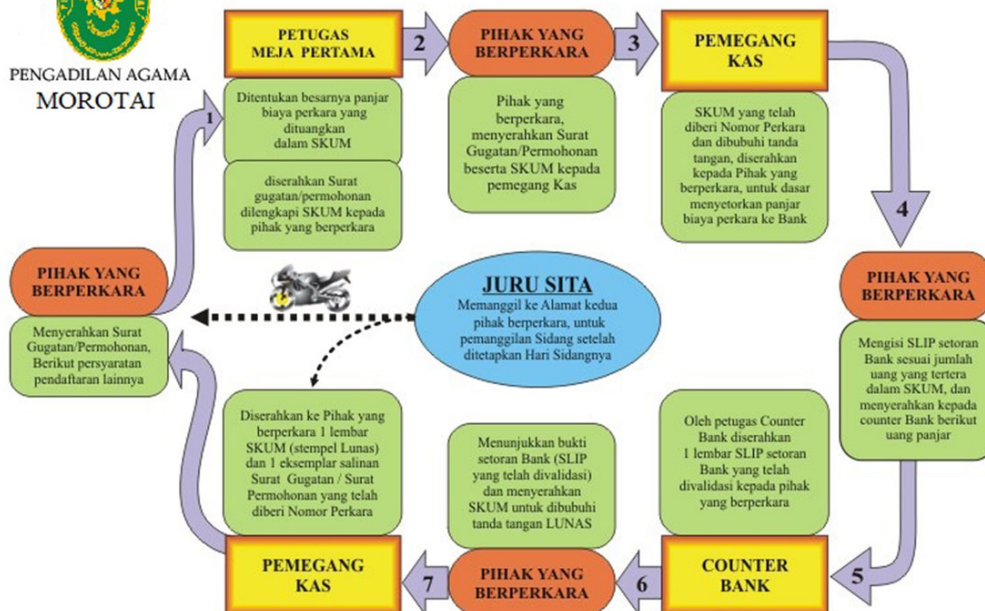 PENGADILAN AGAMA
MOROTAI
PETUGAS
MEJA PERTAMA
Ditentukan besarnya panjar
biaya perkara yang
dituangkan
dalam SKUM
diserahkan Surat
gugatan/permohonan
dilengkapi SKUM kepada
pihak yang berperkara
2
PIHAK YANG
BERPERKARA
Pihak yang
berperkara,
menyerahkan Surat
Gugatan/Permohonan
beserta SKUM kepada
pemegang Kas
3
PEMEGANG
KAS
SKUM yang telah
diberi Nomor Perkara
dan dibubuhi tanda
tangan, diserahkan
kepada Pihak yang
berperkara, untuk dasar
menyetorkan panjar
biaya perkara ke Bank
4
1
PIHAK YANG
BERPERKARA
Menyerahkan Surat
Gugatan/Permohonan,
Berikut persyaratan
pendaftaran lainnya
JURU SITA
Memanggil ke Alamat kedua
pihak berperkara, untuk
pemanggilan Sidang setelah
ditetapkan Hari Sidangnya
PIHAK YANG
BERPERKARA
Mengisi SLIP setoran
Bank sesuai jumlah
uang yang tertera
dalam SKUM, dan
menyerahkan kepada
counter Bank berikut
uang panjar
5
Oleh petugas Counter
Bank diserahkan
1 lembar SLIP setoran
Bank yang telah
divalidasi kepada pihak
yang berperkara
COUNTER
BANK
6
Menunjukkan bukti
setoran Bank (SLIP
yang telah divalidasi)
dan menyerahkan
SKUM untuk dibubuhi
tanda tangan LUNAS
PIHAK YANG
BERPERKARA
7
Diserahkan ke Pihak yang
berperkara 1 lembar
SKUM (stempel Lunas)
dan 1 eksemplar salinan
Surat Gugatan / Surat
Permohonan yang telah
diberi Nomor Perkara
PEMEGANG
KAS